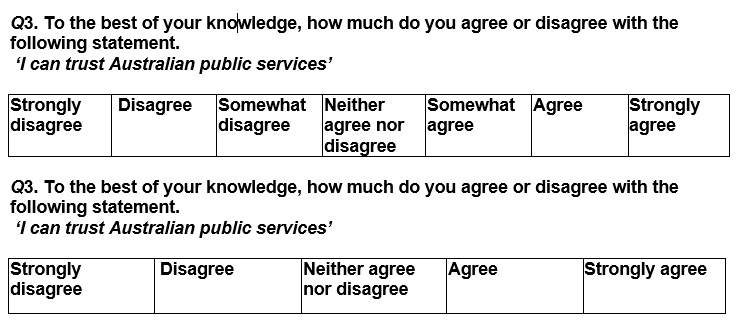 Q3. To the best of your knowledge, how much do you agree or disagree with the
following statement.
‘I can trust Australian public services’
Strongly disagree
Disagree
Somewhat disagree
Neither agree nor disagree
Somewhat agree
Agree
Strongly agree
Q3. To the best of your knowledge, how much do you agree or disagree with the
following statement.
‘I can trust Australian public services’
Strongly disagree
Disagree
Neither agree nor disagree
Agree
Strongly agree